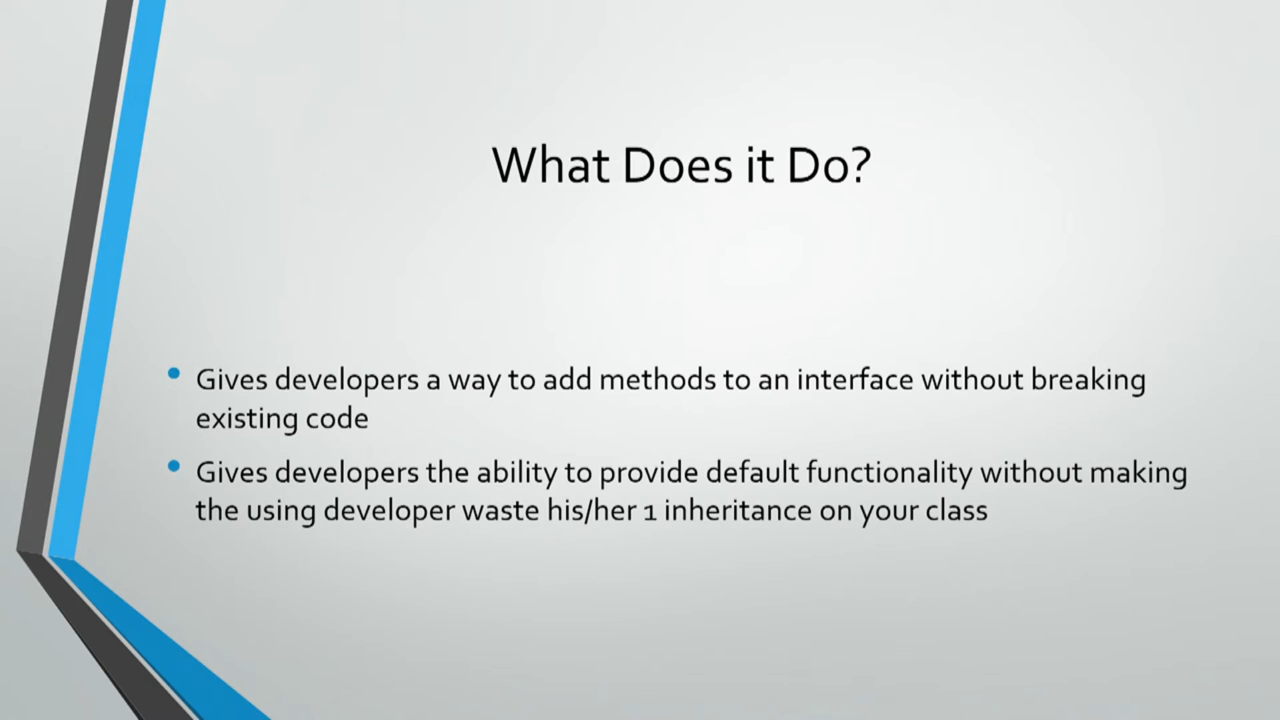 What Does it Do?
Gives developers a way to add methods to an interface without breaking
existing code
Gives developers the ability to provide default functionality without making
the using developer waste his/her 1 inheritance on your class